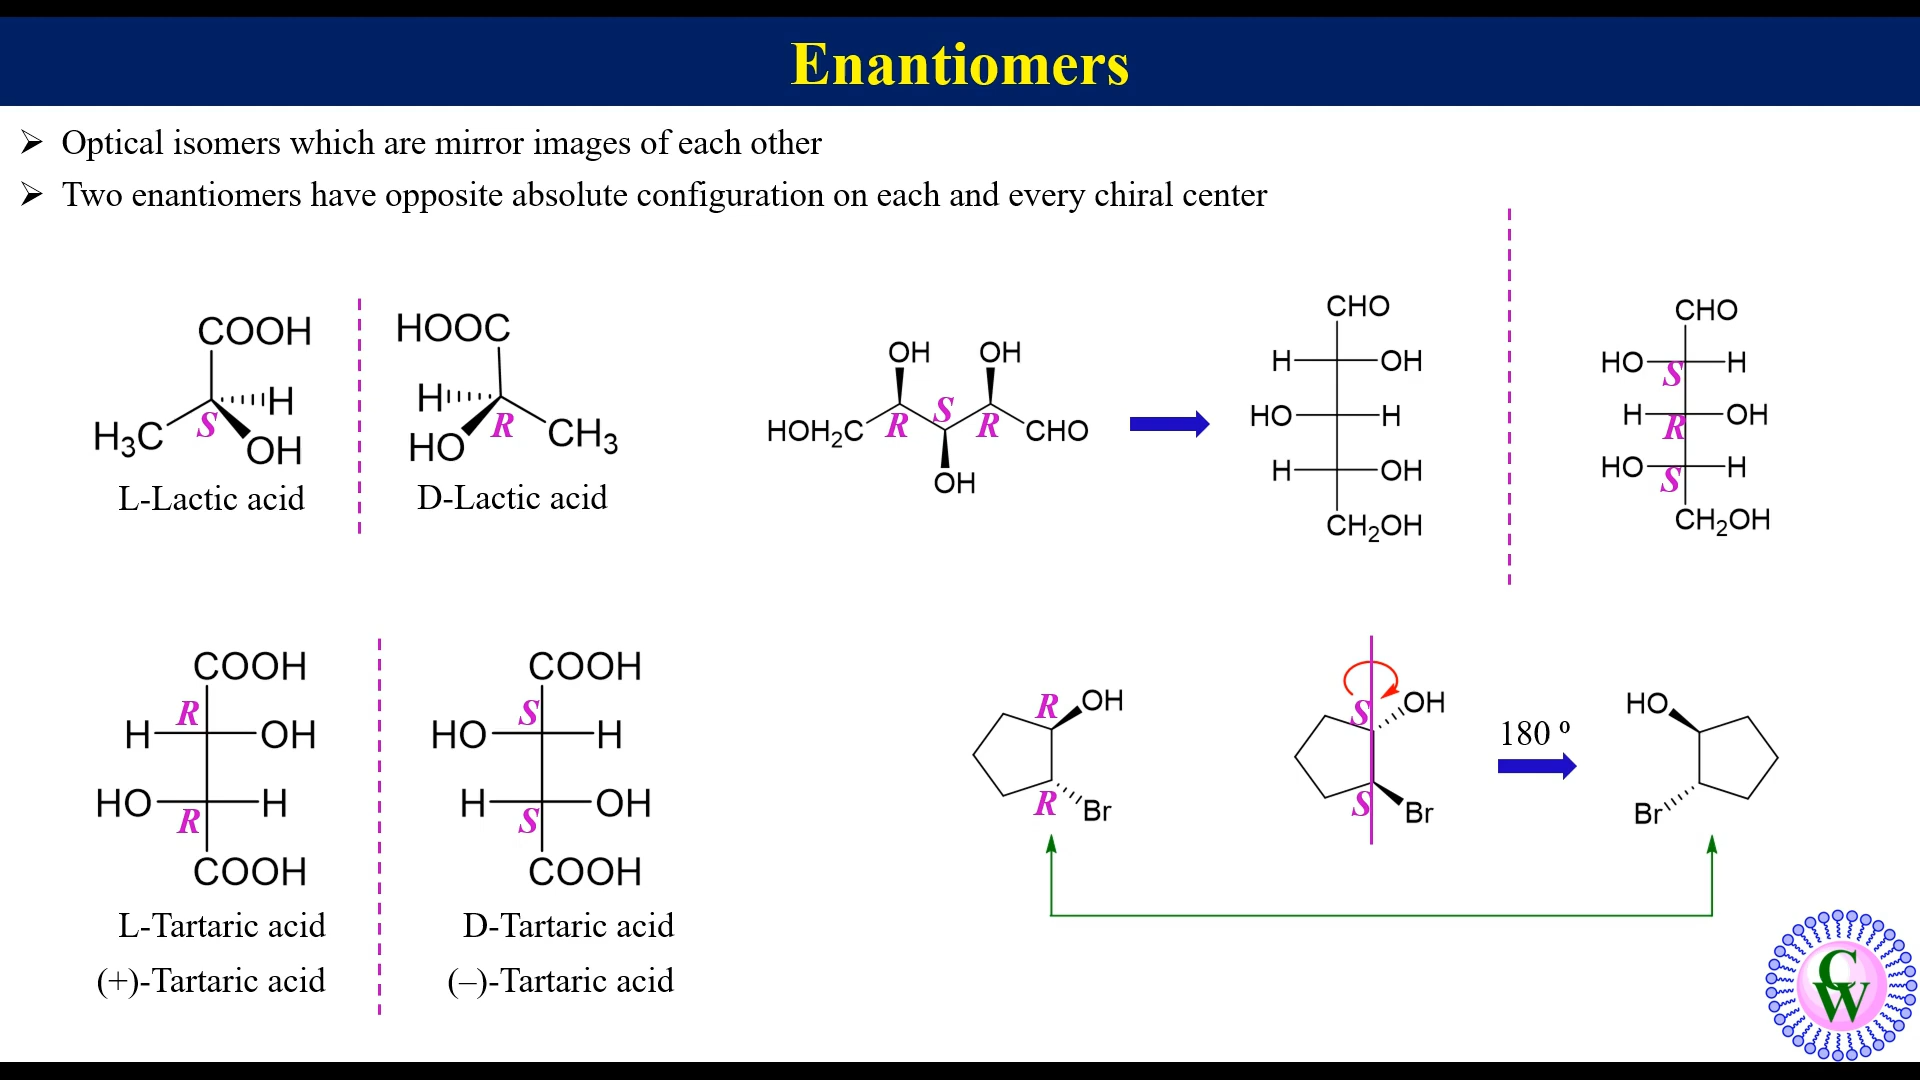 Enantiomers
➢ Optical isomers which are mirror images of each other
➢ Two enantiomers have opposite absolute configuration on each and every chiral center
COOH
H
S
H₃C
OH
L-Lactic acid
HOOC
H
R
HO
CH₃
D-Lactic acid
OH OH
S
R R
HOH₂C CHO
OH
CHO
H OH
HO H
H OH
CH₂OH
CHO
HO H
S
H OH
R
HO H
S
CH₂OH
COOH
R
H OH
HO H
R
COOH
L-Tartaric acid
(+)-Tartaric acid
COOH
S
HO H
H OH
S
COOH
D-Tartaric acid
(–)-Tartaric acid
R OH
R Br
S OH
S Br
180 º
HO
Br
CW